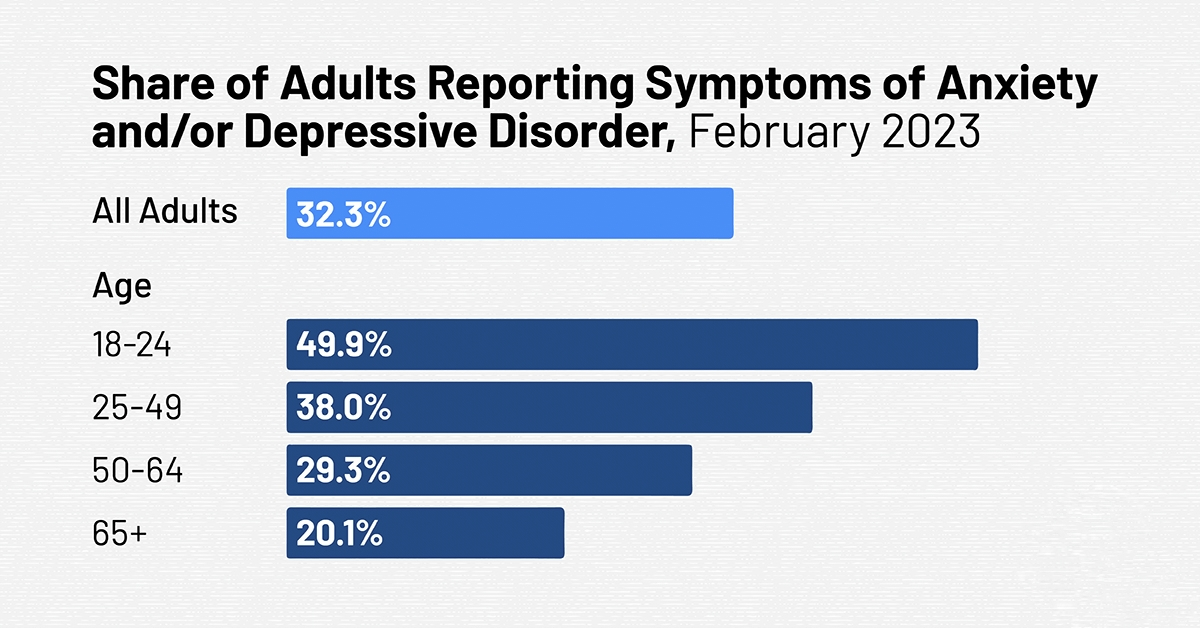 Share of Adults Reporting Symptoms of Anxiety
and/or Depressive Disorder, February 2023
All Adults 32.3%
Age
18-24 49.9%
25-49 38.0%
50-64 29.3%
65+ 20.1%